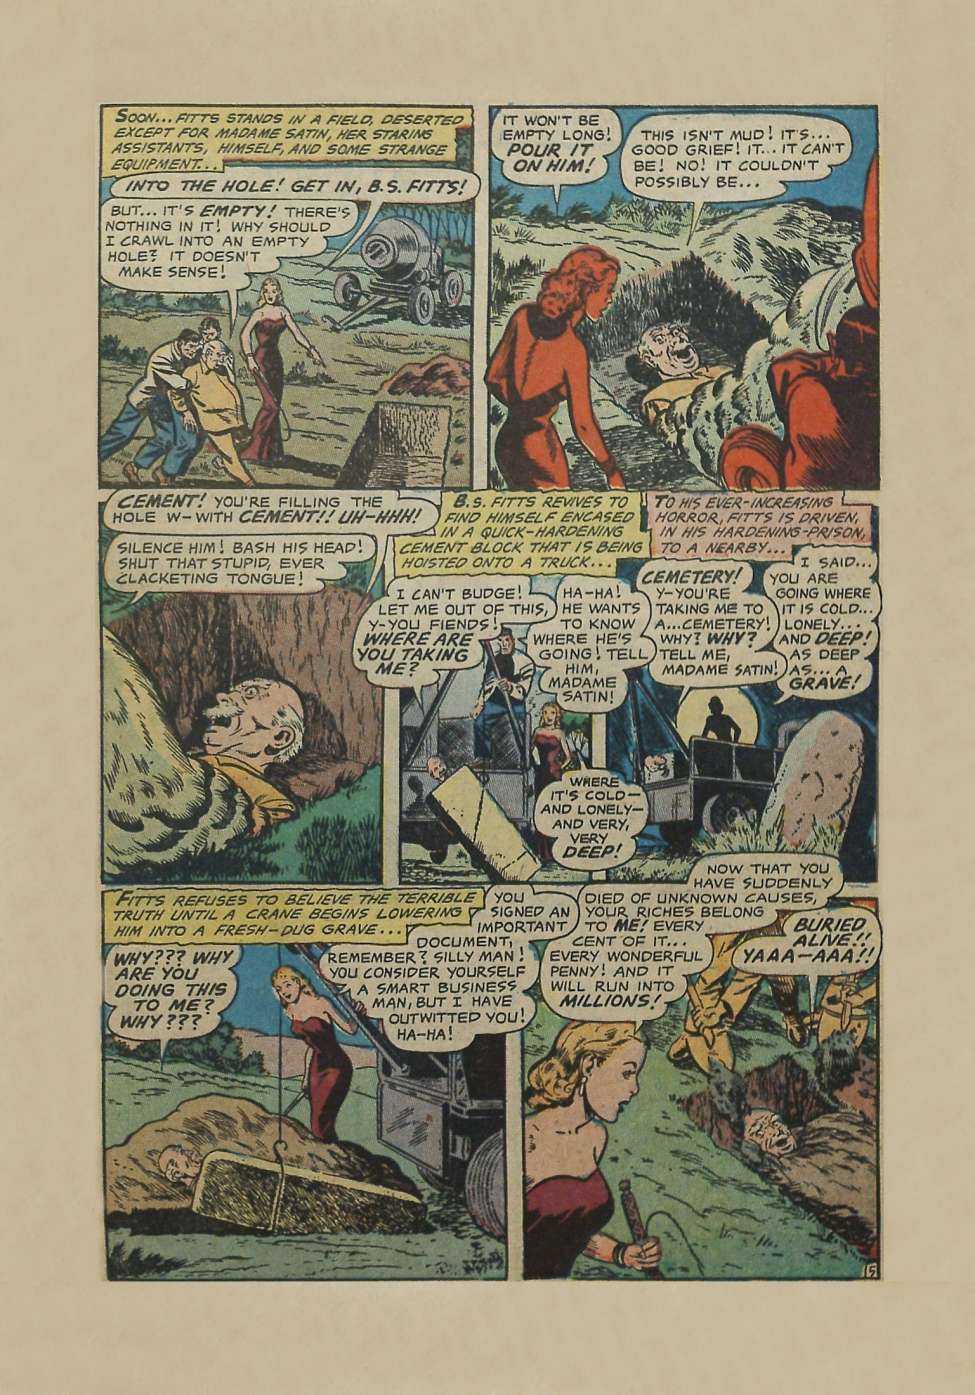 SOON... FITTS STANDS IN A FIELD, DESERTED
EXCEPT FOR MADAME SATIN, HER STARING
ASSISTANTS, HIMSELF, AND SOME STRANGE
EQUIPMENT...
INTO THE HOLE! GET IN, B.S. FITTS!
BUT... IT'S EMPTY! THERE'S
NOTHING IN IT! WHY SHOULD
I CRAWL INTO AN EMPTY
HOLE? IT DOESN'T
MAKE SENSE!
IT WON'T BE
EMPTY LONG!
POUR IT
ON HIM!
THIS ISN'T MUD! IT'S...
GOOD GRIEF! IT... IT CAN'T
BE! NO! IT COULDN'T
POSSIBLY BE...
CEMENT! YOU'RE FILLING THE
HOLE W-WITH CEMENT!! UH-HHH!
SILENCE HIM! BASH HIS HEAD!
SHUT THAT STUPID, EVER
CLACKETING TONGUE!
B.S. FITTS REVIVES TO
FIND HIMSELF ENCASED
IN A QUICK-HARDENING
CEMENT BLOCK THAT IS BEING
HOISTED ONTO A TRUCK...
I CAN'T BUDGE!
LET ME OUT OF THIS,
Y-YOU FIENDS!
WHERE ARE
YOU TAKING
ME?
HA-HA!
HE WANTS
TO KNOW
WHERE HE'S
GOING! TELL
HIM,
MADAME
SATIN!
WHERE
IT'S COLD—
AND LONELY—
AND VERY,
VERY
DEEP!
TO HIS EVER-INCREASING
HORROR, FITTS IS DRIVEN,
IN HIS HARDENING-PRISON,
TO A NEARBY...
CEMETERY!
Y-YOU'RE
TAKING ME TO
A...CEMETERY!
WHY? WHY?
TELL ME,
MADAME SATIN!
I SAID...
YOU ARE
GOING WHERE
IT IS COLD...
LONELY...
AND DEEP!
AS DEEP
AS... A
GRAVE!
FITTS REFUSES TO BELIEVE THE TERRIBLE
TRUTH UNTIL A CRANE BEGINS LOWERING
HIM INTO A FRESH-DUG GRAVE...
WHY??? WHY
ARE YOU
DOING THIS
TO ME?
WHY???
YOU
SIGNED AN
IMPORTANT
DOCUMENT,
REMEMBER? SILLY MAN!
YOU CONSIDER YOURSELF
A SMART BUSINESS
MAN, BUT I HAVE
OUTWITTED YOU!
HA-HA!
NOW THAT YOU
HAVE SUDDENLY
DIED OF UNKNOWN CAUSES,
YOUR RICHES BELONG
TO ME! EVERY
CENT OF IT...
EVERY WONDERFUL
PENNY! AND IT
WILL RUN INTO
MILLIONS!
BURIED
ALIVE!!
YAAA-AAA!!
15